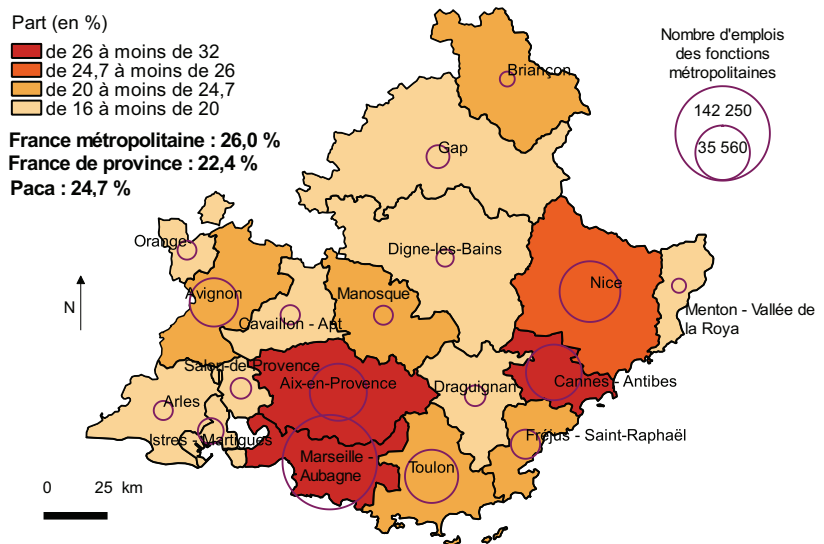 Part (en %)
de 26 à moins de 32
de 24,7 à moins de 26
de 20 à moins de 24,7
de 16 à moins de 20
France métropolitaine : 26,0 %
France de province : 22,4 %
Paca : 24,7 %
Nombre d'emplois
des fonctions
métropolitaines
142 250
35 560
Briançon
Gap
Orange
Digne-les-Bains
Nice
Avignon
Manosque
Menton - Vallée de
la Roya
N
Cavaillon - Apt
Salon-de-Provence
Aix-en-Provence
Draguignan
Cannes - Antibes
Arles
Istres - Martigues
Fréjus - Saint-Raphaël
Marseille -
Aubagne
Toulon
0 25 km